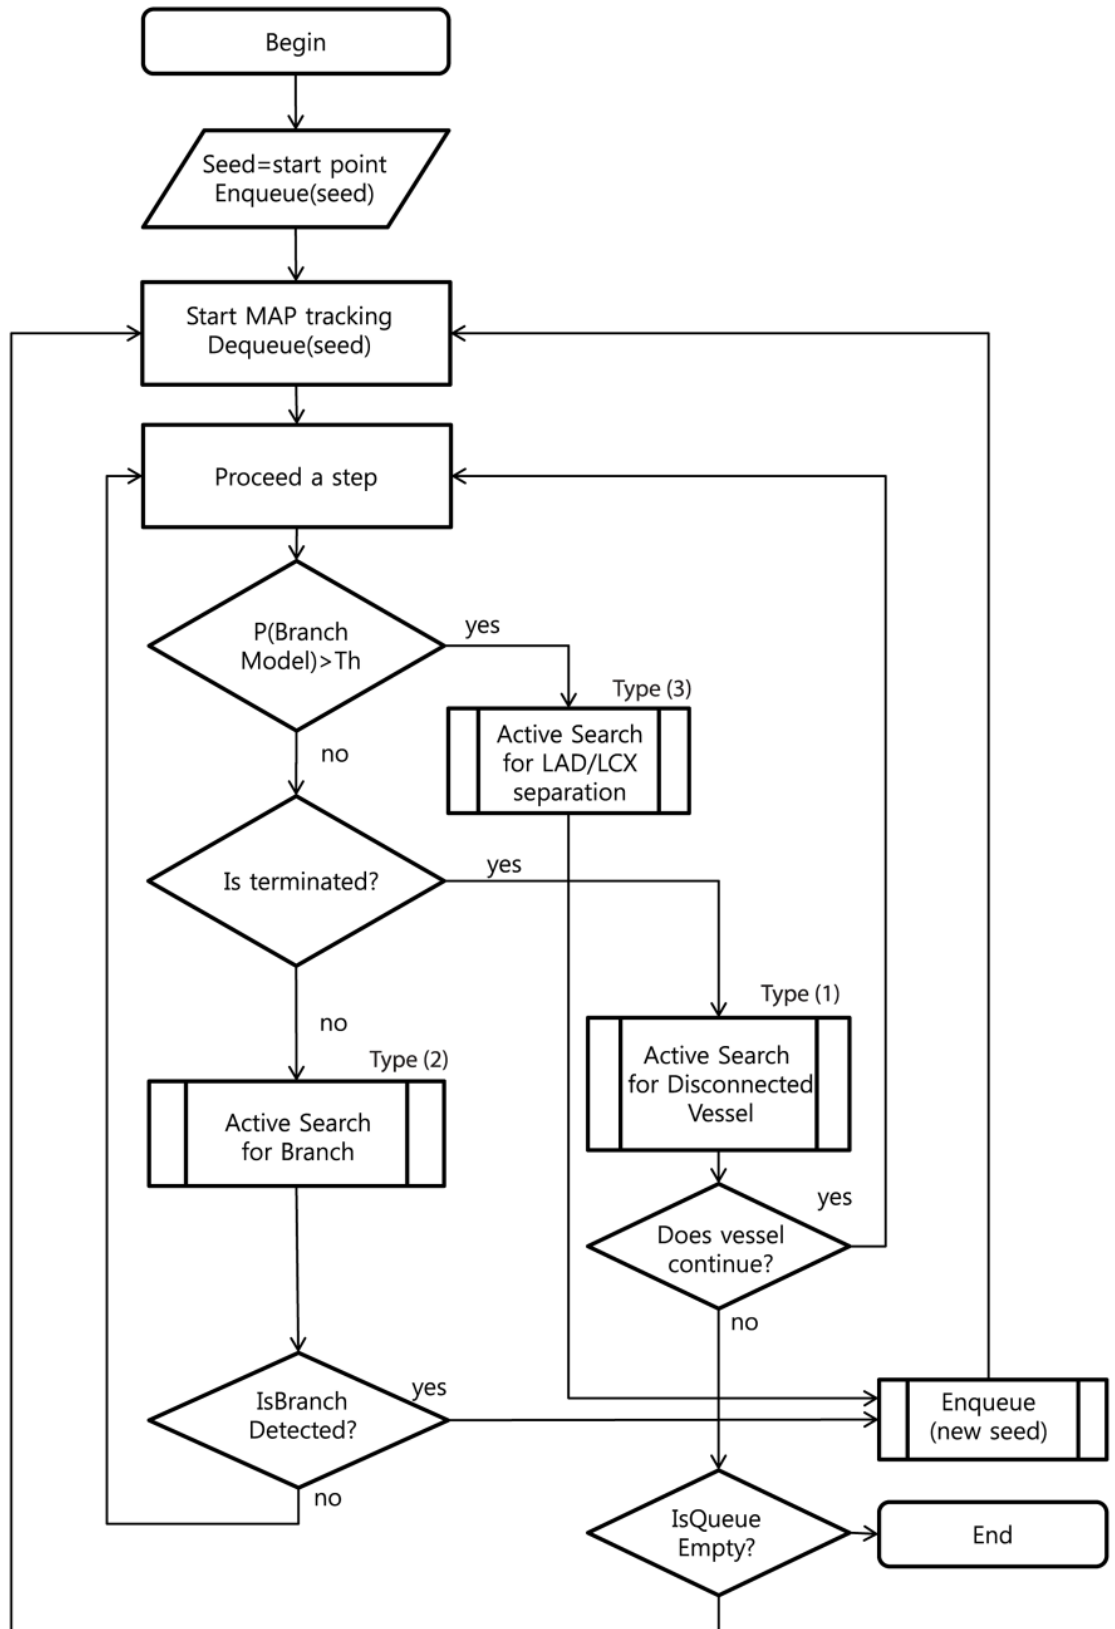 Begin
Seed=start point
Enqueue(seed)
Start MAP tracking
Dequeue(seed)
Proceed a step
P(Branch
Model)>Th
yes
no
Type (3)
Active Search
for LAD/LCX
separation
Is terminated?
yes
no
Type (1)
Active Search
for Disconnected
Vessel
Type (2)
Active Search
for Branch
Does vessel
continue?
yes
no
IsBranch
Detected?
yes
no
Enqueue
(new seed)
IsQueue
Empty?
End